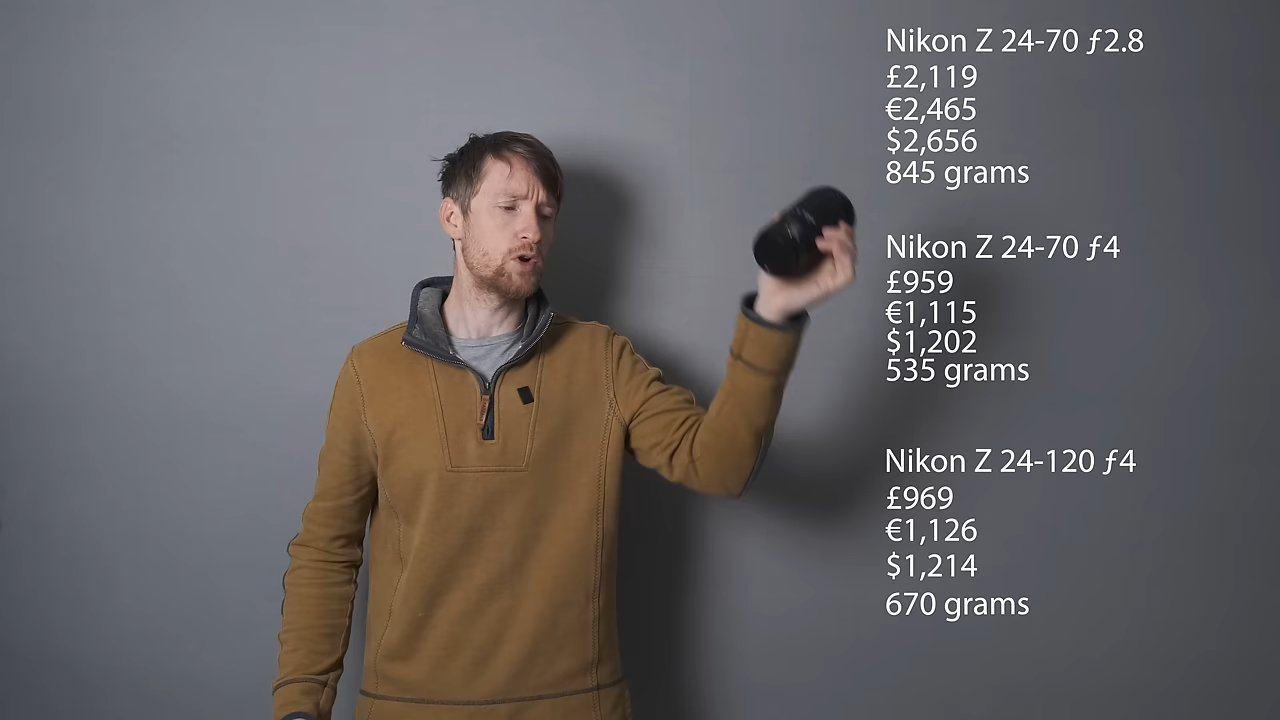 Nikon Z 24-70 ƒ2.8
£2,119
€2,465
$2,656
845 grams
Nikon Z 24-70 ƒ4
£959
€1,115
$1,202
535 grams
Nikon Z 24-120 ƒ4
£969
€1,126
$1,214
670 grams